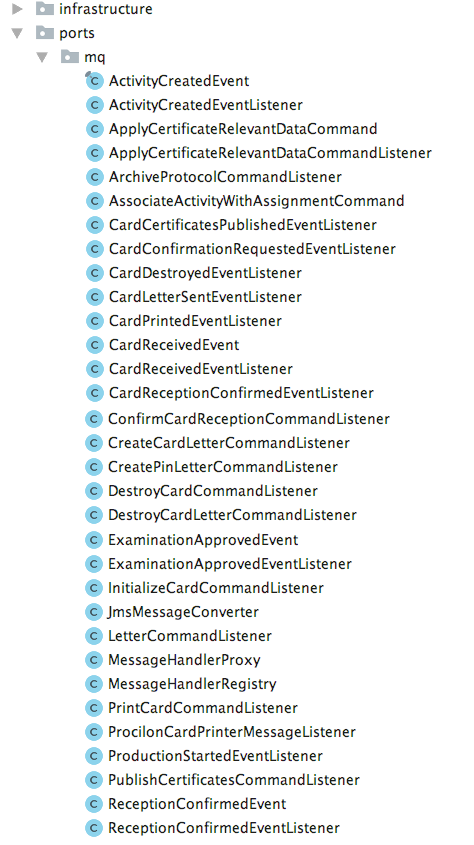 infrastructure
ports
mq
C ActivityCreatedEvent
C ActivityCreatedEventListener
C ApplyCertificateRelevantDataCommand
C ApplyCertificateRelevantDataCommandListener
C ArchiveProtocolCommandListener
C AssociateActivityWithAssignmentCommand
C CardCertificatesPublishedEventListener
C CardConfirmationRequestedEventListener
C CardDestroyedEventListener
C CardLetterSentEventListener
C CardPrintedEventListener
C CardReceivedEvent
C CardReceivedEventListener
C CardReceptionConfirmedEventListener
C ConfirmCardReceptionCommandListener
C CreateCardLetterCommandListener
C CreatePinLetterCommandListener
C DestroyCardCommandListener
C DestroyCardLetterCommandListener
C ExaminationApprovedEvent
C ExaminationApprovedEventListener
C InitializeCardCommandListener
C JmsMessageConverter
C LetterCommandListener
C MessageHandlerProxy
C MessageHandlerRegistry
C PrintCardCommandListener
C ProcilonCardPrinterMessageListener
C ProductionStartedEventListener
C PublishCertificatesCommandListener
C ReceptionConfirmedEvent
C ReceptionConfirmedEventListener